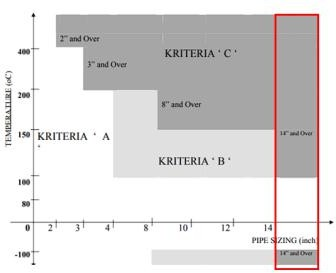 2” and Over
KRITERIA ‘ C ‘
400
3” and Over
TEMPERATURE (oC)
200
8” and Over
150
KRITERIA ‘ A
‘
14” and Over
KRITERIA ‘ B ‘
100
80
0 2 3 4 8 10 12 14
PIPE SIZING (inch)
-100
14” and Over